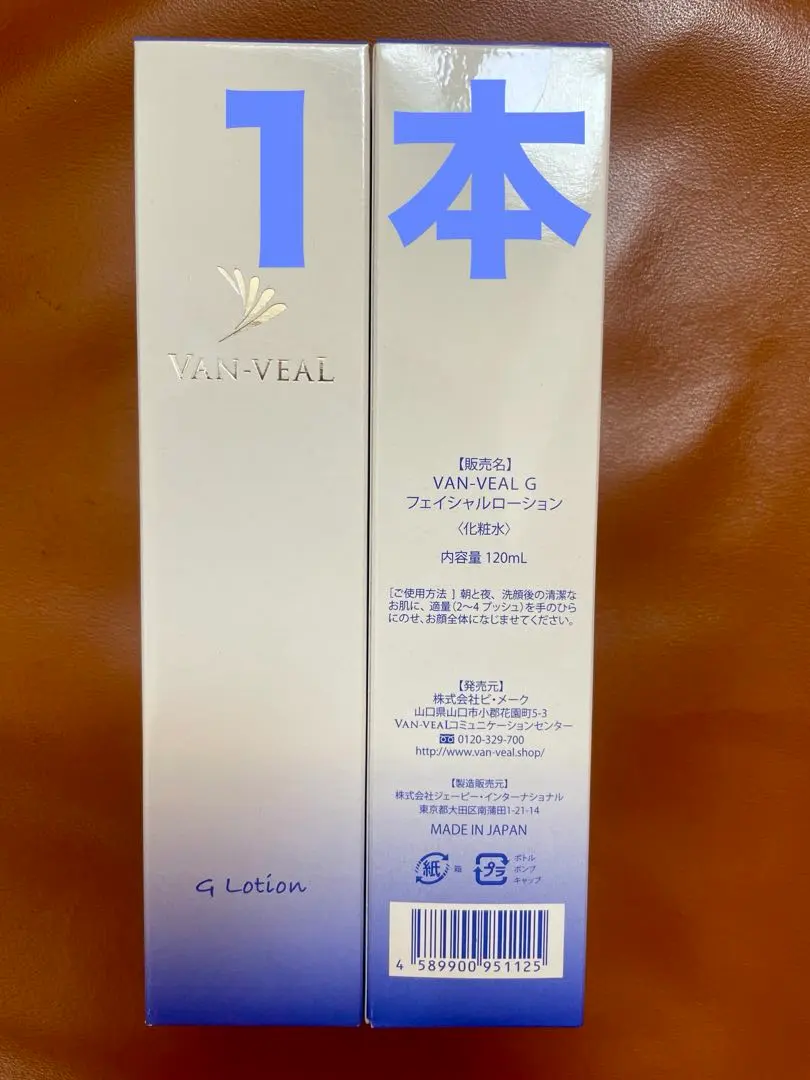 1本
VAN-VEAL
G Lotion
【販売名】
VAN-VEAL G
フェイシャルローション
〈化粧水〉
内容量 120mL
[ご使用方法 ] 朝と夜、洗顔後の清潔な
お肌に、適量(2〜4 プッシュ)を手のひら
にのせ、お顔全体になじませてください。
【発売元】
株式会社ビ・メーク
山口県山口市小郡花園町5-3
VAN-VEALコミュニケーションセンター
0120-329-700
http://www.van-veal.shop/
【製造販売元】
株式会社ジェーピー・インターナショナル
東京都大田区南蒲田1-21-14
MADE IN JAPAN
紙 箱
プラ ボトル
ポンプ
キャップ
4 589900 951125